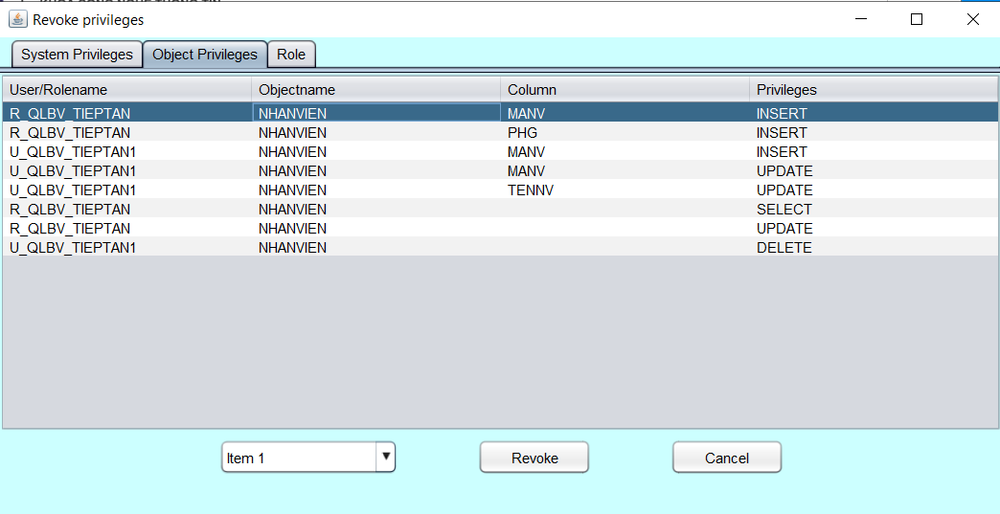 Revoke privileges
System Privileges Object Privileges Role
User/Rolename Objectname Column Privileges
R_QLBV_TIEPTAN NHANVIEN MANV INSERT
R_QLBV_TIEPTAN NHANVIEN PHG INSERT
U_QLBV_TIEPTAN1 NHANVIEN MANV INSERT
U_QLBV_TIEPTAN1 NHANVIEN MANV UPDATE
U_QLBV_TIEPTAN1 NHANVIEN TENNV UPDATE
R_QLBV_TIEPTAN NHANVIEN SELECT
R_QLBV_TIEPTAN NHANVIEN UPDATE
U_QLBV_TIEPTAN1 NHANVIEN DELETE
Item 1 Revoke Cancel